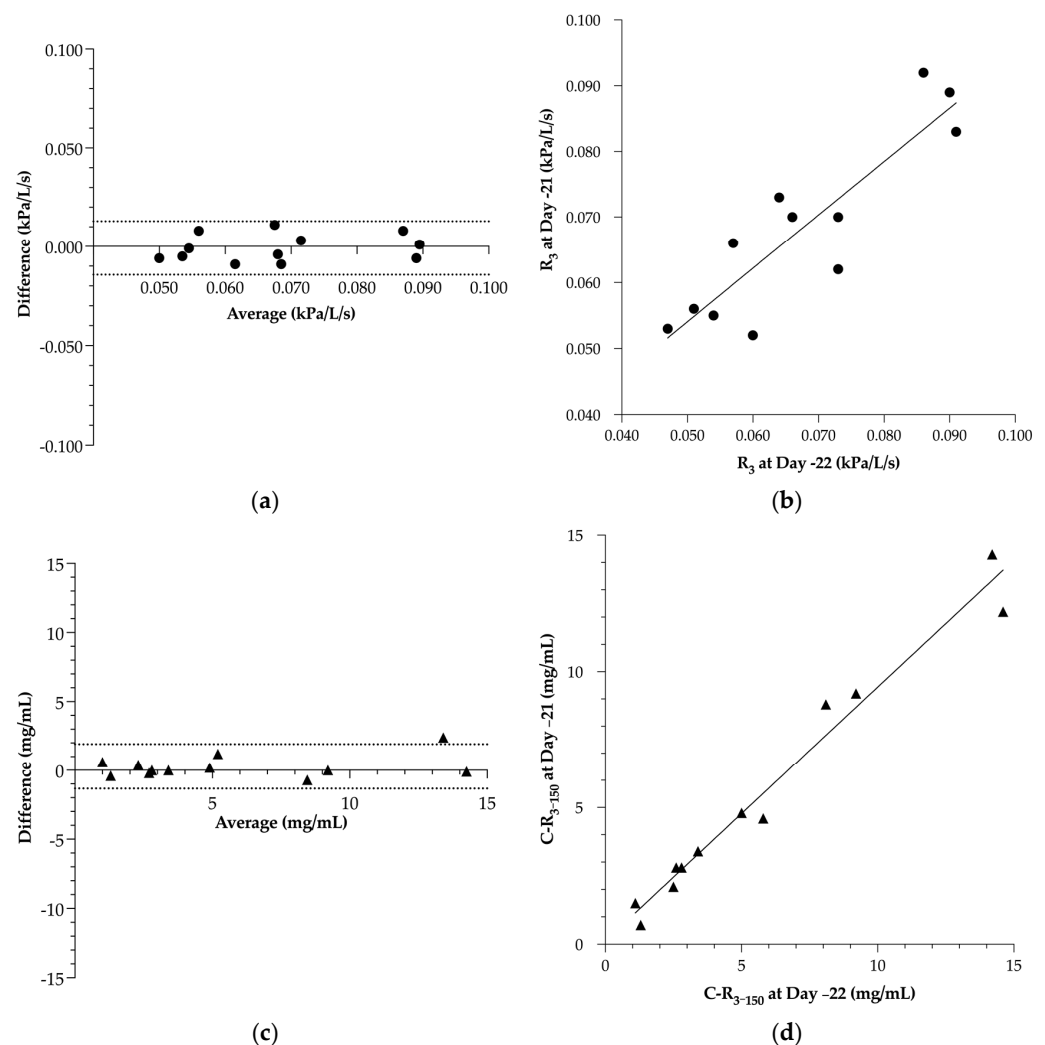 0.100
0.050
0.000
-0.050
-0.100
Difference (kPa/L/s)
0.050 0.060 0.070 0.080 0.090 0.100
Average (kPa/L/s)
(a)
0.100
0.090
0.080
0.070
0.060
0.050
0.040
R3 at Day -21 (kPa/L/s)
0.040 0.050 0.060 0.070 0.080 0.090 0.100
R3 at Day -22 (kPa/L/s)
(b)
15
10
5
0
-5
-10
-15
Difference (mg/mL)
5 10 15
Average (mg/mL)
(c)
15
10
5
0
C-R3-150 at Day -21 (mg/mL)
0 5 10 15
C-R3-150 at Day -22 (mg/mL)
(d)